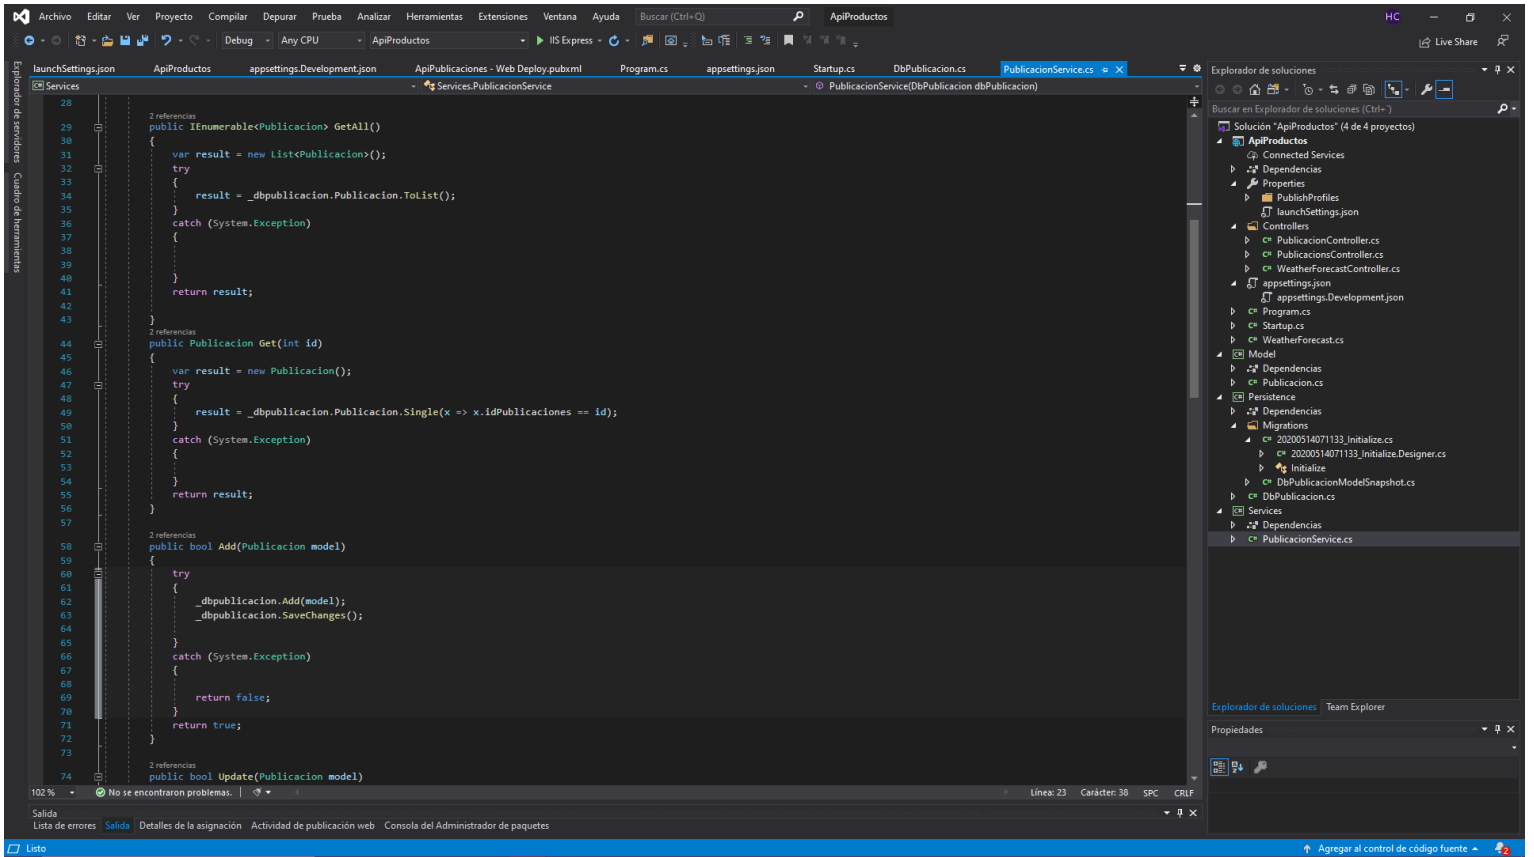 Archivo Editar Ver Proyecto Compilar Depurar Prueba Analizar Herramientas Extensiones Ventana Ayuda Buscar (Ctrl+Q) ApiProductos HC
Debug Any CPU ApiProductos IIS Express Live Share
launchSettings.json ApiProductos appsettings.Development.json ApiPublicaciones - Web Deploy.pubxml Program.cs appsettings.json Startup.cs DbPublicacion.cs PublicacionService.cs
Services Services.PublicacionService PublicacionService(DbPublicacion dbPublicacion)
Explorador de servidores
Cuadro de herramientas
28
2 referencias
29 public IEnumerable<Publicacion> GetAll()
30 {
31 var result = new List<Publicacion>();
32 try
33 {
34 result = _dbpublicacion.Publicacion.ToList();
35 }
36 catch (System.Exception)
37 {
38
39
40 }
41 return result;
42
43 }
2 referencias
44 public Publicacion Get(int id)
45 {
46 var result = new Publicacion();
47 try
48 {
49 result = _dbpublicacion.Publicacion.Single(x => x.idPublicaciones == id);
50 }
51 catch (System.Exception)
52 {
53
54 }
55 return result;
56 }
57
2 referencias
58 public bool Add(Publicacion model)
59 {
60 try
61 {
62 _dbpublicacion.Add(model);
63 _dbpublicacion.SaveChanges();
64
65 }
66 catch (System.Exception)
67 {
68
69 return false;
70 }
71 return true;
72 }
73
2 referencias
74 public bool Update(Publicacion model)
102 % No se encontraron problemas. Línea: 23 Carácter: 38 SPC CRLF
Salida
Lista de errores Salida Detalles de la asignación Actividad de publicación web Consola del Administrador de paquetes
Explorador de soluciones
Buscar en Explorador de soluciones (Ctrl+¨)
Solución "ApiProductos" (4 de 4 proyectos)
ApiProductos
Connected Services
Dependencias
Properties
PublishProfiles
launchSettings.json
Controllers
C# PublicacionController.cs
C# PublicacionsController.cs
C# WeatherForecastController.cs
appsettings.json
appsettings.Development.json
C# Program.cs
C# Startup.cs
C# WeatherForecast.cs
C# Model
Dependencias
C# Publicacion.cs
C# Persistence
Dependencias
Migrations
C# 20200514071133_Initialize.cs
C# 20200514071133_Initialize.Designer.cs
Initialize
C# DbPublicacionModelSnapshot.cs
C# DbPublicacion.cs
C# Services
Dependencias
C# PublicacionService.cs
Explorador de soluciones Team Explorer
Propiedades
Listo Agregar al control de código fuente 2